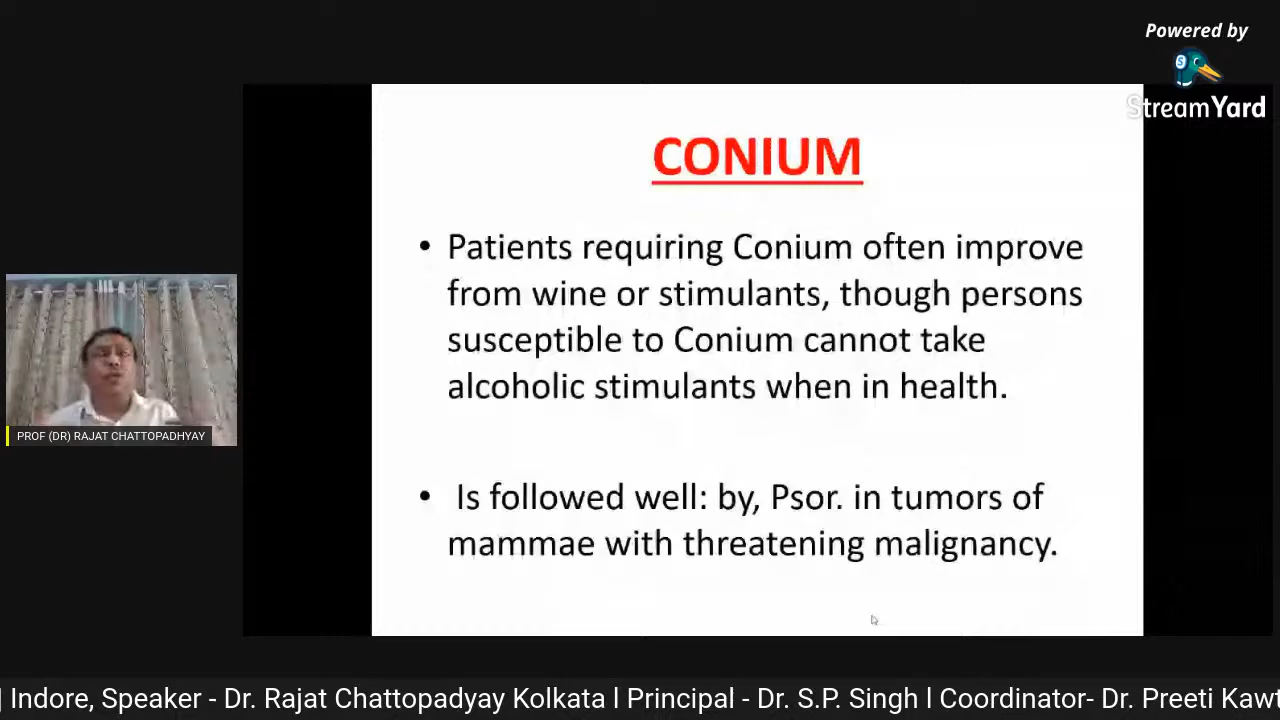 Powered by
StreamYard
CONIUM
• Patients requiring Conium often improve
from wine or stimulants, though persons
susceptible to Conium cannot take
alcoholic stimulants when in health.
• Is followed well: by, Psor. in tumors of
mammae with threatening malignancy.
PROF (DR) RAJAT CHATTOPADHYAY
| Indore, Speaker - Dr. Rajat Chattopadyay Kolkata l Principal - Dr. S.P. Singh l Coordinator- Dr. Preeti Kawt